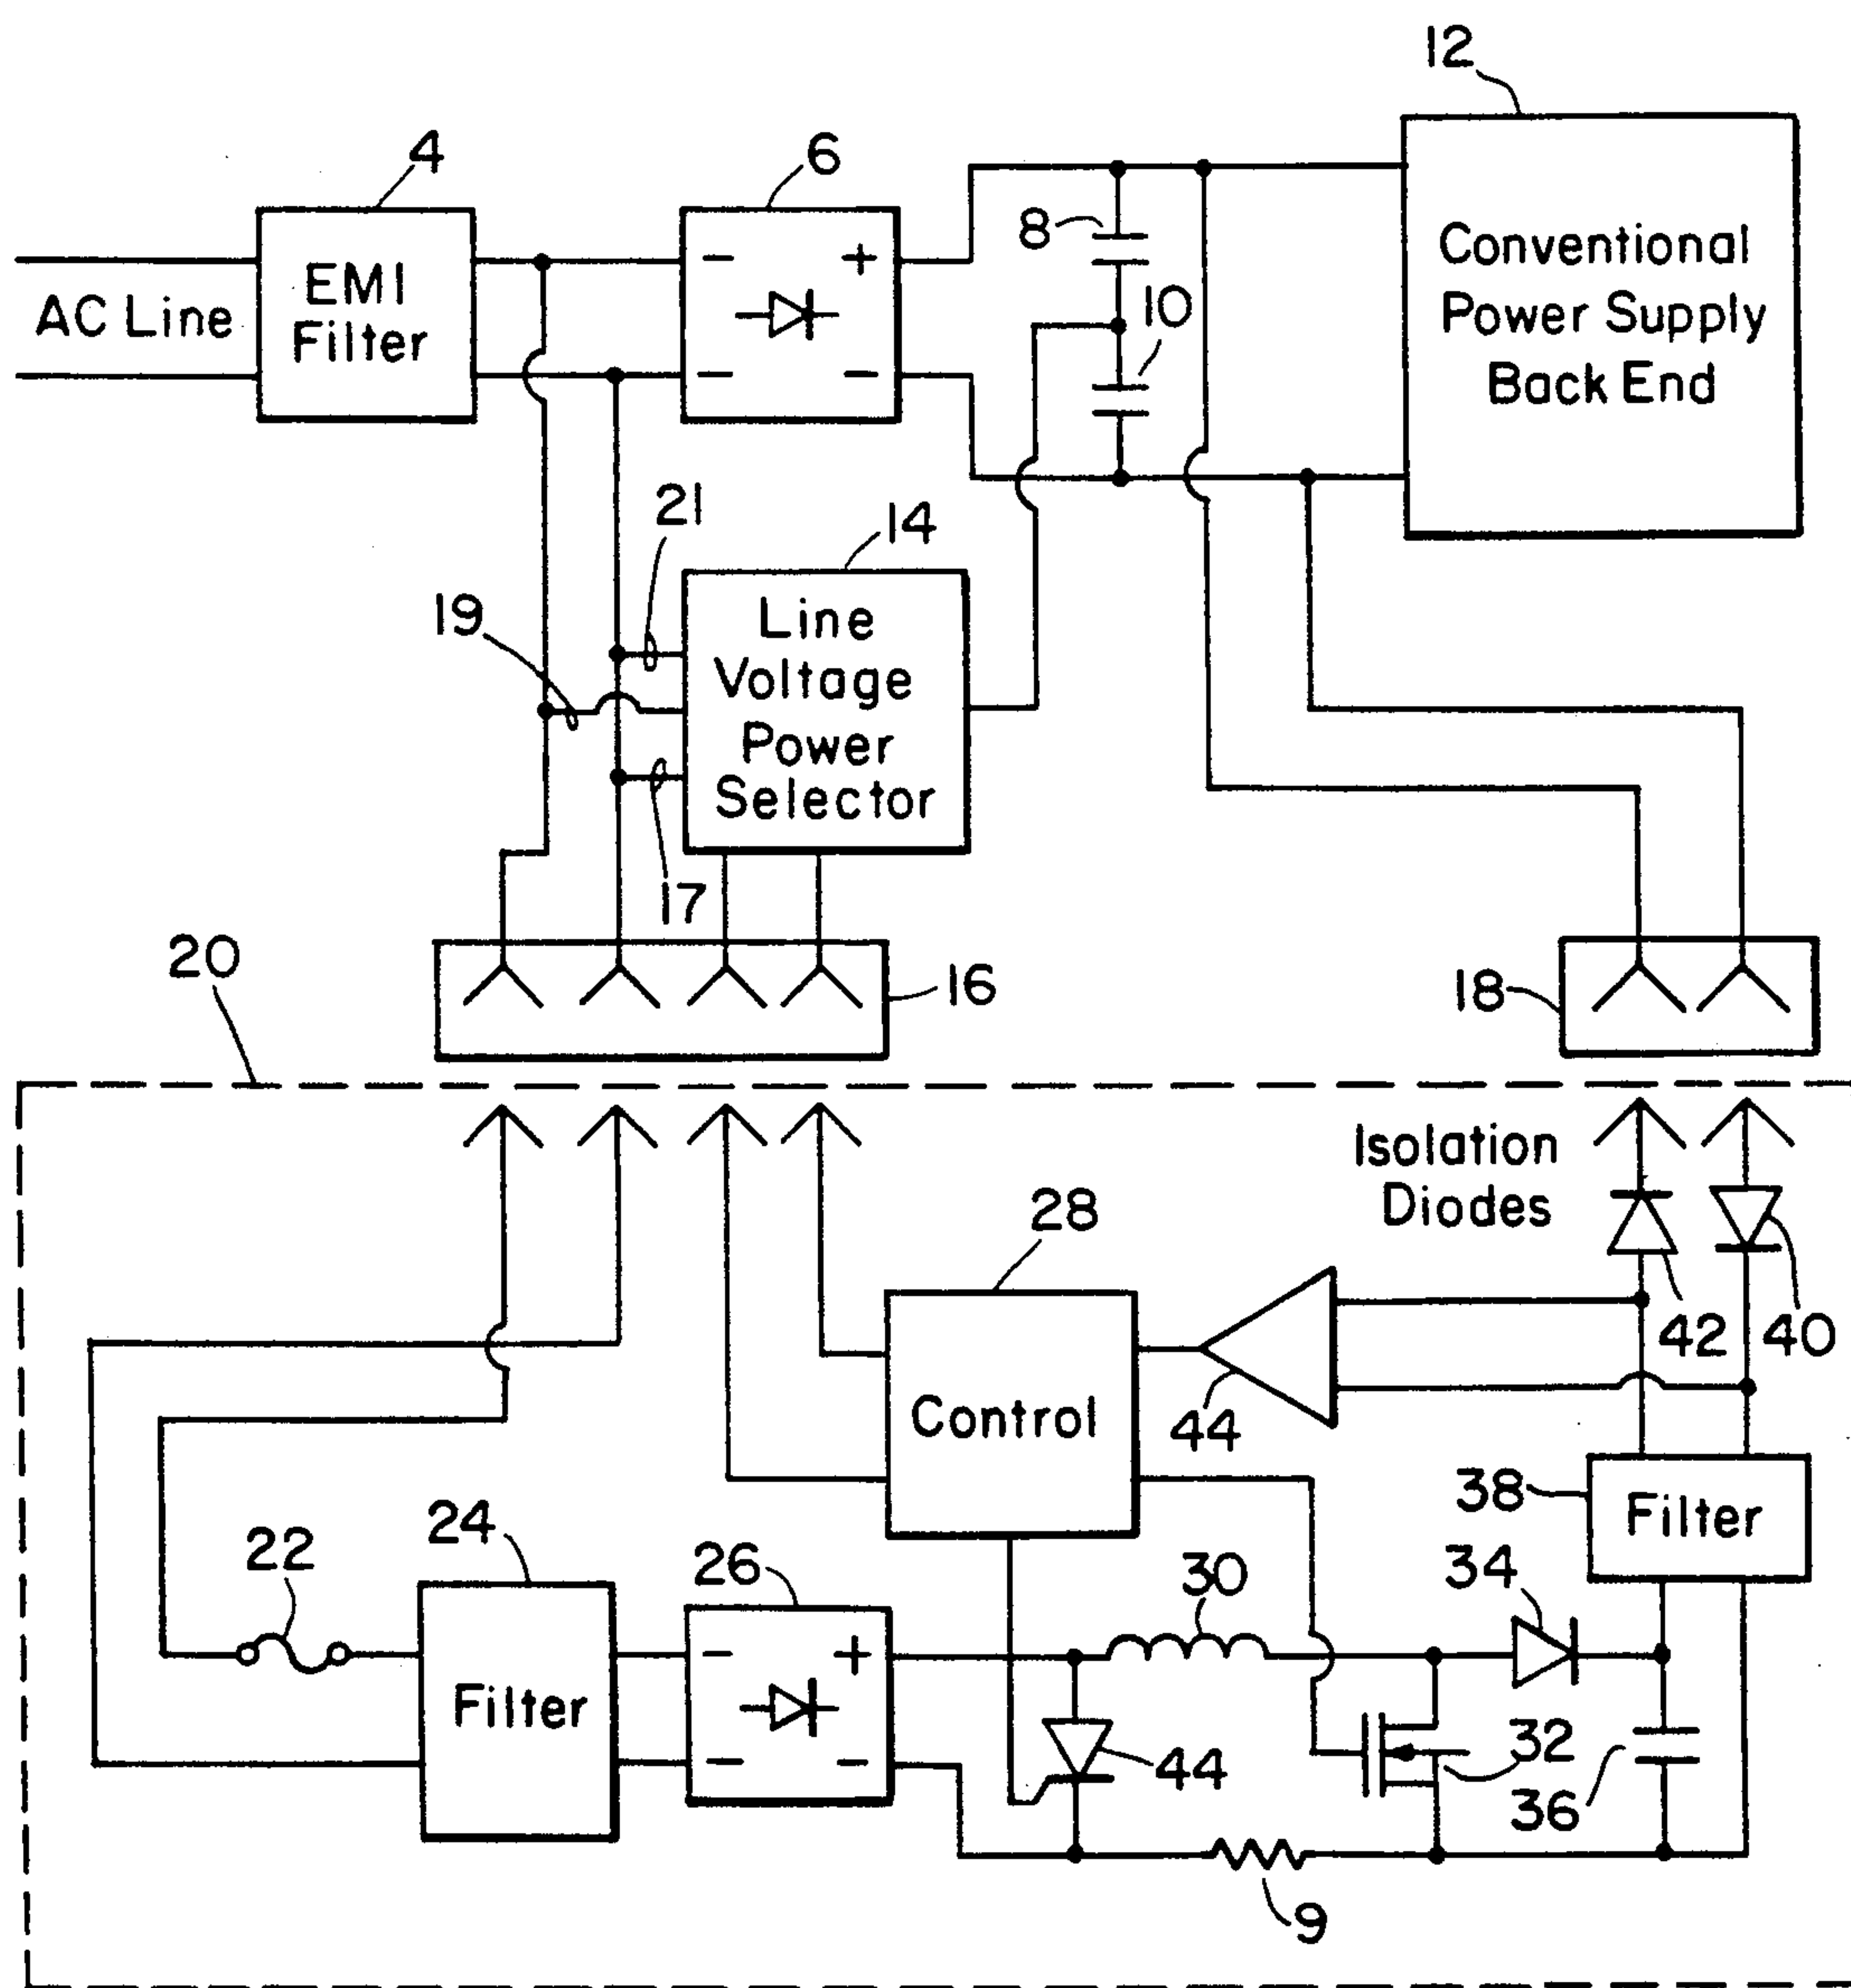 12
4
6
8
Conventional
Power Supply
Back End
EMI
Filter
AC Line
10
− +
− −
21
14
19
Line
Voltage
Power
Selector
17
20
16
18
Isolation
Diodes
28
42
40
Control
44
38
Filter
24
22
26
30
34
Filter
− +
− −
44
32
36
9